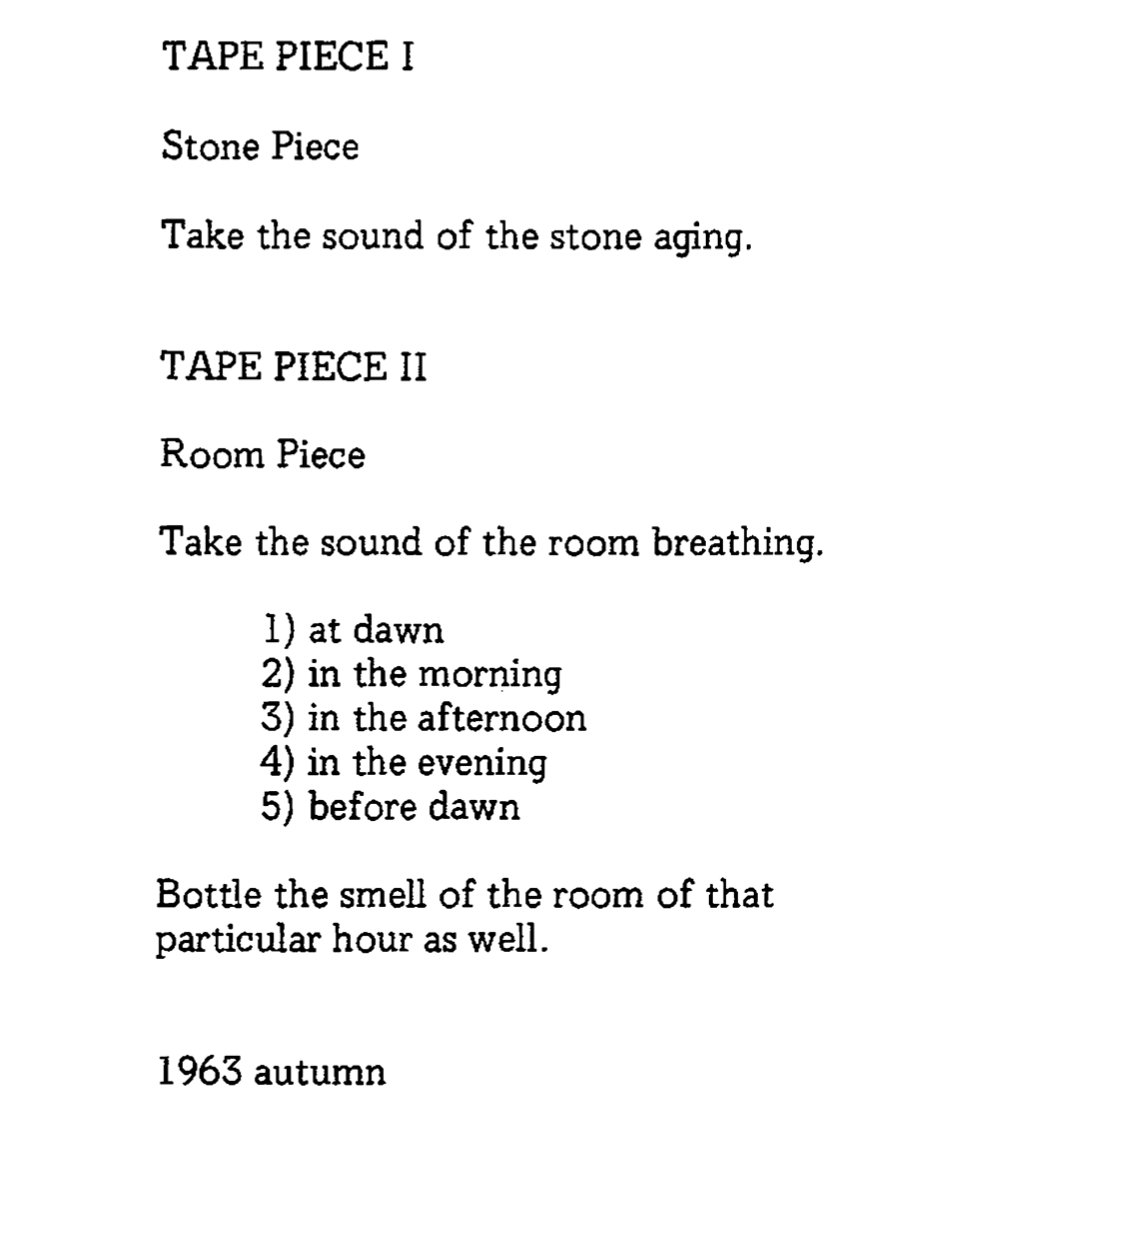 TAPE PIECE I
Stone Piece
Take the sound of the stone aging.
TAPE PIECE II
Room Piece
Take the sound of the room breathing.
1) at dawn
2) in the morning
3) in the afternoon
4) in the evening
5) before dawn
Bottle the smell of the room of that
particular hour as well.
1963 autumn